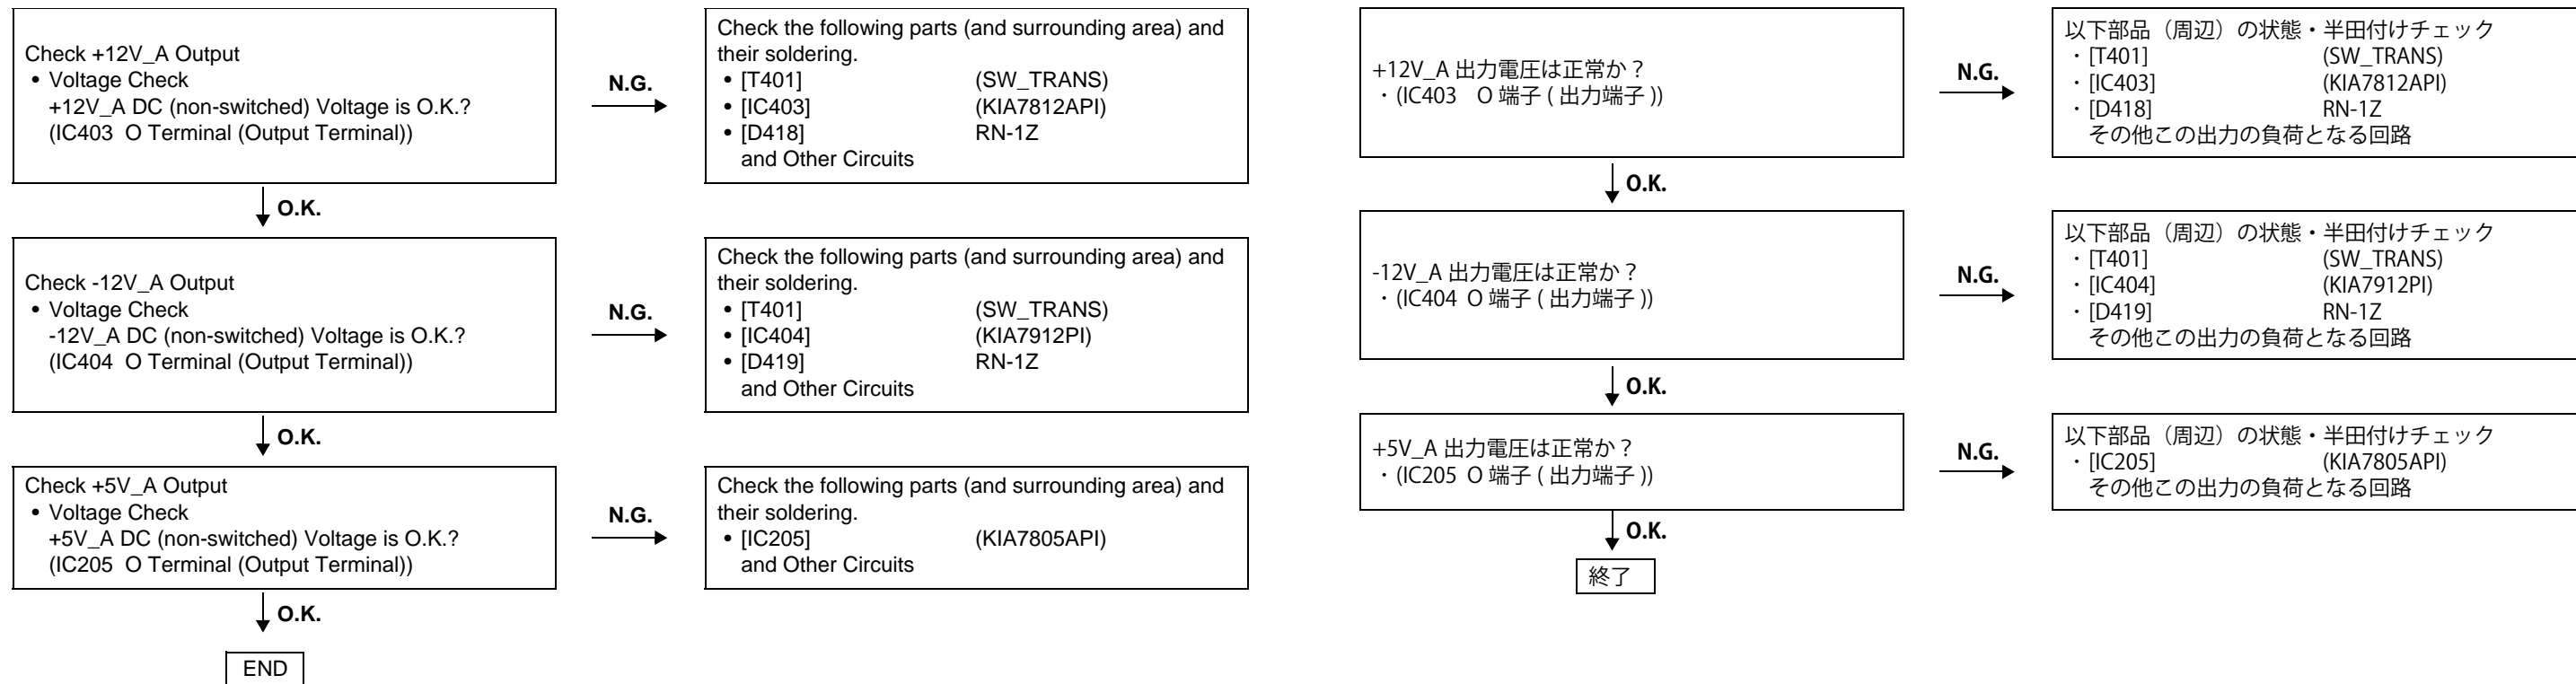 Check +12V_A Output
• Voltage Check
+12V_A DC (non-switched) Voltage is O.K.?
(IC403 O Terminal (Output Terminal))
N.G.
Check the following parts (and surrounding area) and
their soldering.
• [T401] (SW_TRANS)
• [IC403] (KIA7812API)
• [D418] RN-1Z
and Other Circuits
O.K.
Check -12V_A Output
• Voltage Check
-12V_A DC (non-switched) Voltage is O.K.?
(IC404 O Terminal (Output Terminal))
N.G.
Check the following parts (and surrounding area) and
their soldering.
• [T401] (SW_TRANS)
• [IC404] (KIA7912PI)
• [D419] RN-1Z
and Other Circuits
O.K.
Check +5V_A Output
• Voltage Check
+5V_A DC (non-switched) Voltage is O.K.?
(IC205 O Terminal (Output Terminal))
N.G.
Check the following parts (and surrounding area) and
their soldering.
• [IC205] (KIA7805API)
and Other Circuits
O.K.
END
+12V_A 出力電圧は正常か？
・(IC403 O 端子 ( 出力端子 ))
N.G.
以下部品（周辺）の状態・半田付けチェック
・[T401] (SW_TRANS)
・[IC403] (KIA7812API)
・[D418] RN-1Z
その他この出力の負荷となる回路
O.K.
-12V_A 出力電圧は正常か？
・(IC404 O 端子 ( 出力端子 ))
N.G.
以下部品（周辺）の状態・半田付けチェック
・[T401] (SW_TRANS)
・[IC404] (KIA7912PI)
・[D419] RN-1Z
その他この出力の負荷となる回路
O.K.
+5V_A 出力電圧は正常か？
・(IC205 O 端子 ( 出力端子 ))
N.G.
以下部品（周辺）の状態・半田付けチェック
・[IC205] (KIA7805API)
その他この出力の負荷となる回路
O.K.
終了